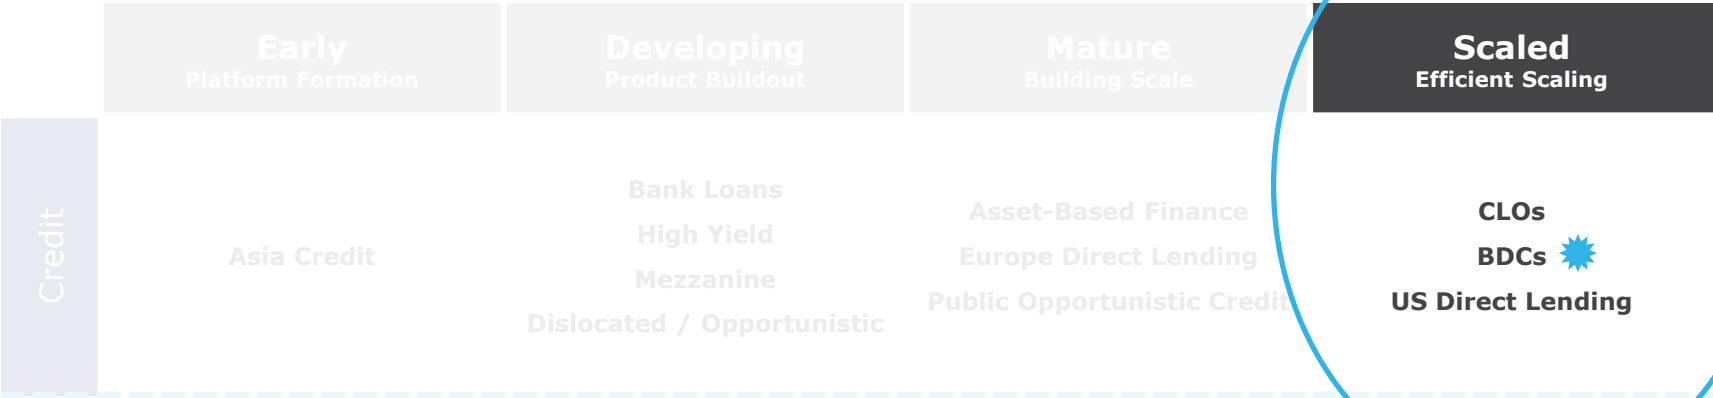 Early
Platform Formation
Developing
Product Buildout
Mature
Building Scale
Scaled
Efficient Scaling
Credit
Asia Credit
Bank Loans
High Yield
Mezzanine
Dislocated / Opportunistic
Asset-Based Finance
Europe Direct Lending
Public Opportunistic Credit
CLOs
BDCs
US Direct Lending